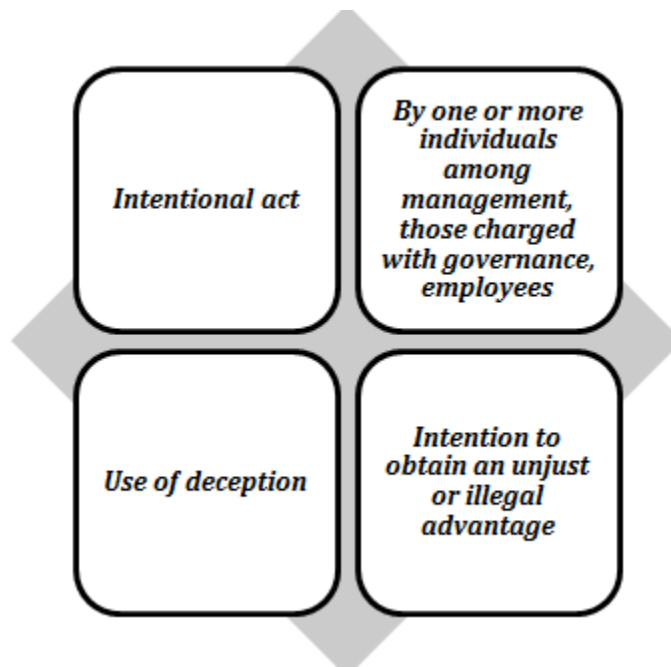 Intentional act
By one or more
individuals
among
management,
those charged
with governance,
employees
Use of deception
Intention to
obtain an unjust
or illegal
advantage